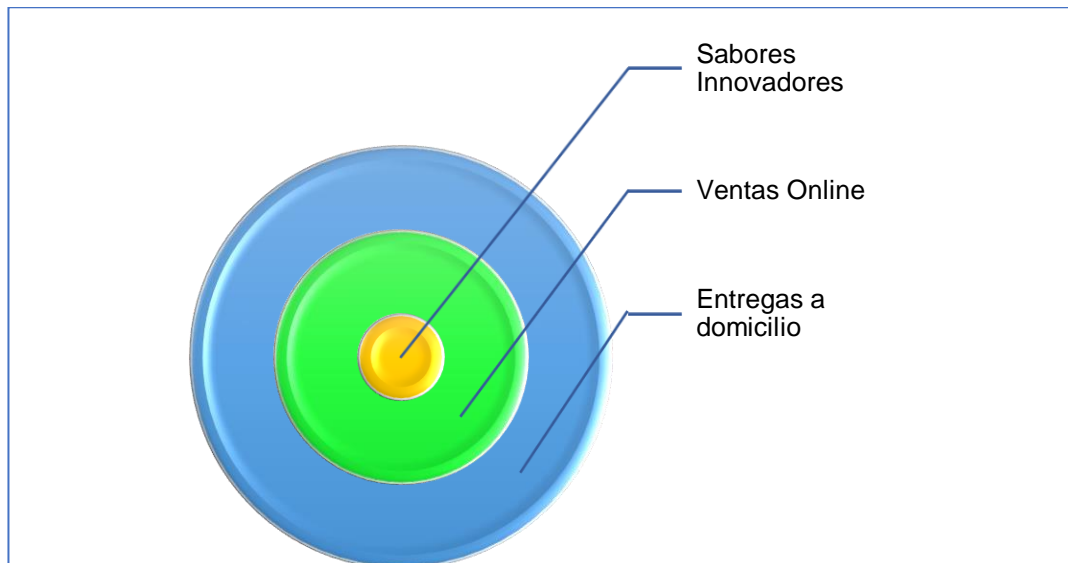 Sabores
Innovadores
Ventas Online
Entregas a
domicilio